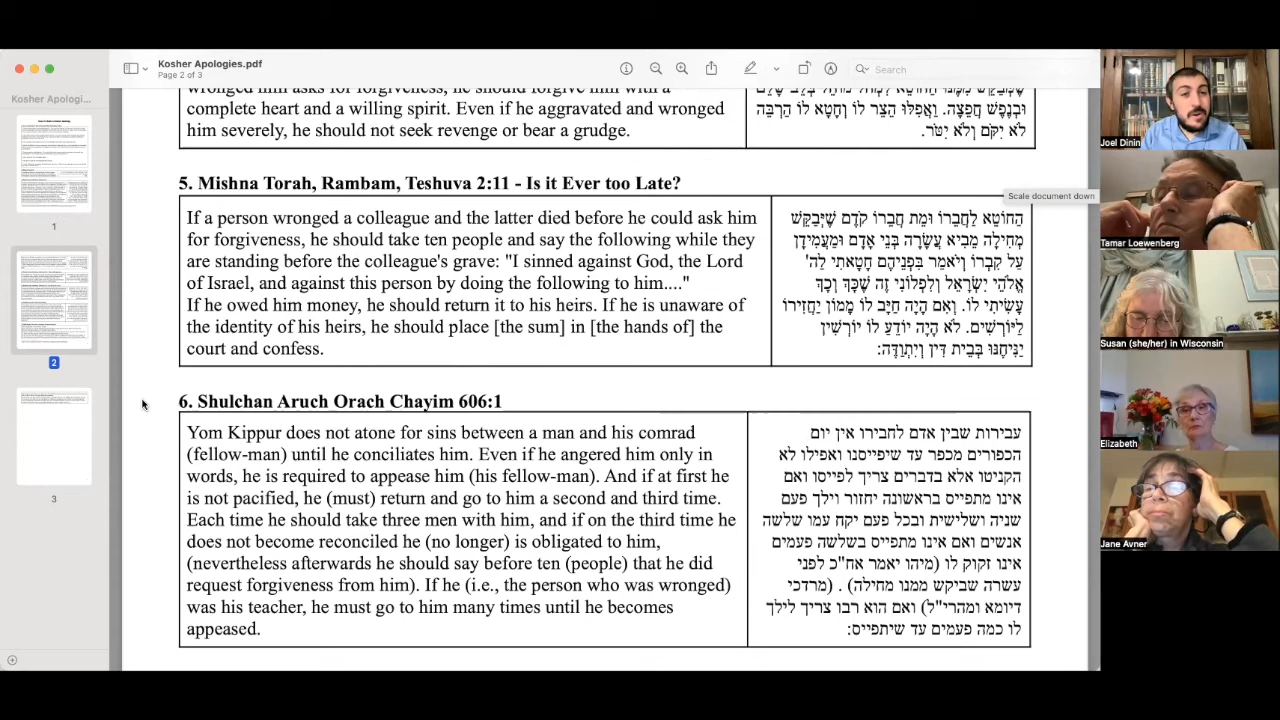 Kosher Apologies.pdf
Page 2 of 3
Search
Kosher Apologi...
1
2
3
wronged him asks for forgiveness, he should forgive him with a
complete heart and a willing spirit. Even if he aggravated and wronged
him severely, he should not seek revenge or bear a grudge.
וּבְנֶפֶשׁ חֲפֵצָה. וַאֲפִלּוּ הֵצֵר לוֹ וְחָטָא לוֹ הַרְבֵּה
לֹא יִקֹּם וְלֹא יִטֹּר.
Torah, Rambam, Is it Ever too Late?
Scale document down
If a person wronged a colleague and the latter died before he could ask him
for forgiveness, he should take ten people and say the following while they
are standing before the colleague's grave: "I sinned against God, the Lord
of Israel, and against this person by doing the following to him...."
If he owed him money, he should return it to his heirs. If he is unaware of
of his heirs, he should place [the sum] in [the hands of] the
court and confess.
הַחוֹטֵא לַחֲבֵרוֹ וּמֵת חֲבֵרוֹ קֹדֶם שֶׁיְּבַקֵּשׁ
מְחִילָה מֵבִיא עֲשָׂרָה בְּנֵי אָדָם וּמַעֲמִידָן
עַל קִבְרוֹ וְיֹאמַר בִּפְנֵיהֶם חָטָאתִי לַה'
אֱלֹהֵי יִשְׂרָאֵל וְלִפְלוֹנִי זֶה שֶׁכָּךְ וְכָךְ
עָשִׂיתִי לוֹ. וְאִם הָיָה חַיָּב לוֹ מָמוֹן יַחֲזִירוֹ
לַיּוֹרְשִׁים. לֹא הָיָה יוֹדֵעַ לוֹ יוֹרְשִׁין
יַנִּיחֶנּוּ בְּבֵית דִּין וְיִתְוַדֶּה:
6. Shulchan Aruch Orach Chayim 606:1
Yom Kippur does not atone for sins between a man and his comrad
(fellow-man) until he conciliates him. Even if he angered him only in
words, he is required to appease him (his fellow-man). And if at first he
is not pacified, he (must) return and go to him a second and third time.
Each time he should take three men with him, and if on the third time he
does not become reconciled he (no longer) is obligated to him,
(nevertheless afterwards he should say before ten (people) that he did
request forgiveness from him). If he (i.e., the person who was wronged)
was his teacher, he must go to him many times until he becomes
appeased.
עבירות שבין אדם לחבירו אין יום
הכפורים מכפר עד שיפייסנו ואפילו לא
הקניטו אלא בדברים צריך לפייסו ואם
אינו מתפייס בראשונה יחזור וילך פעם
שניה ושלישית ובכל פעם יקח עמו שלשה
אנשים ואם אינו מתפייס בשלשה פעמים
אינו זקוק לו (מיהו יאמר אח"כ לפני
עשרה שביקש ממנו מחילה) . (מרדכי
דיומא ומהרי"ל) ואם הוא רבו צריך לילך
לו כמה פעמים עד שיתפייס:
Joel Dinin
Tamar Loewenberg
Susan (she/her) in Wisconsin
Elizabeth
Jane Avner